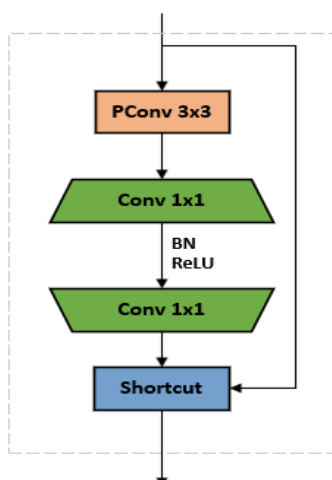 PConv 3x3
Conv 1x1
BN
ReLU
Conv 1x1
Shortcut